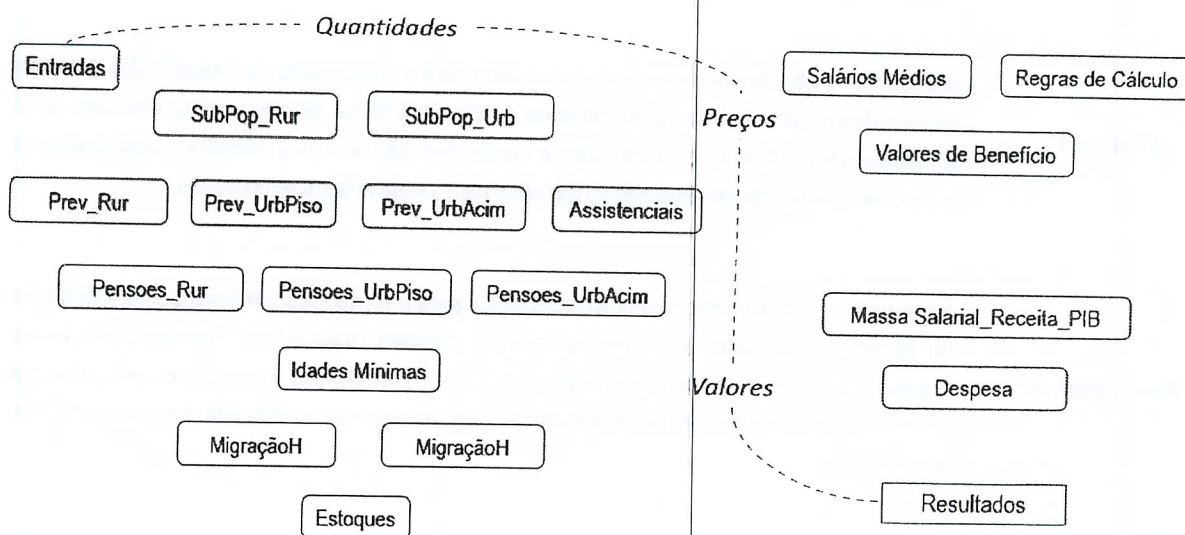 Quantidades
Entradas
Salários Médios
Regras de Cálculo
SubPop_Rur
SubPop_Urb
Preços
Valores de Benefício
Prev_Rur
Prev_UrbPiso
Prev_UrbAcim
Assistenciais
Pensoes_Rur
Pensoes_UrbPiso
Pensoes_UrbAcim
Massa Salarial_Receita_PIB
Idades Mínimas
Valores
Despesa
MigraçãoH
MigraçãoH
Resultados
Estoques